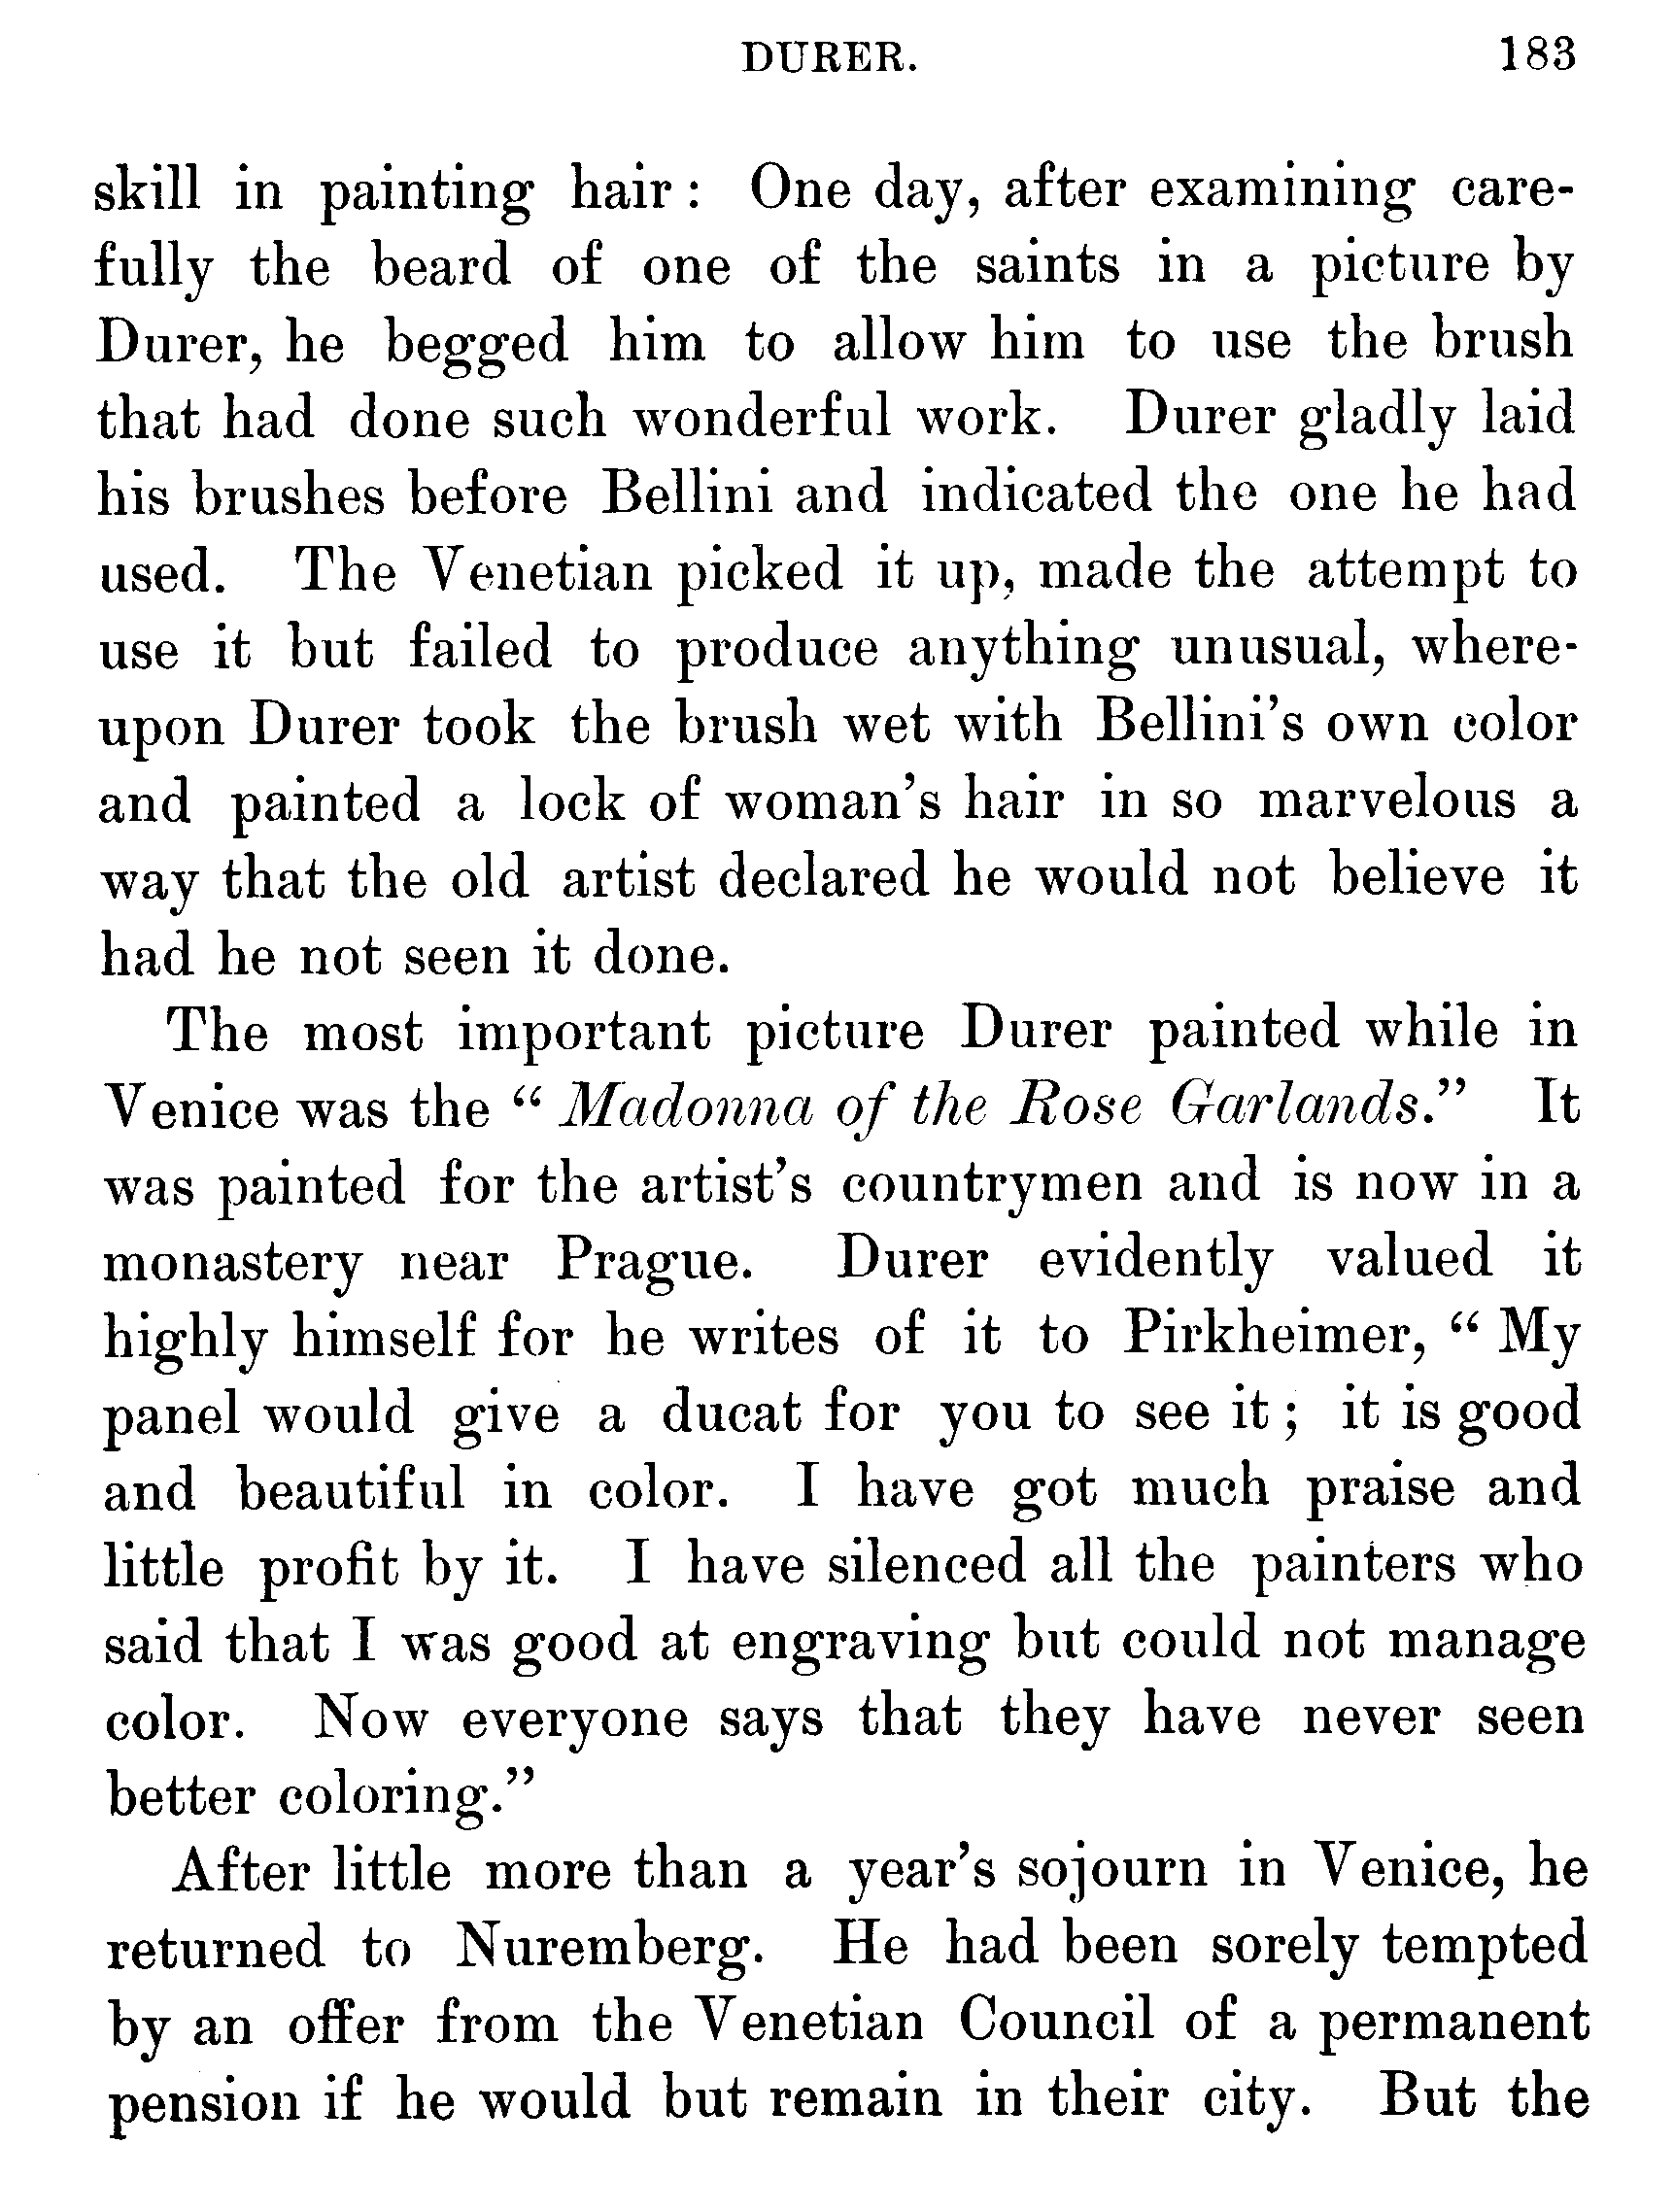 DURER. 183
skill in painting hair: One day, after examining care-
fully the beard of one of the saints in a picture by
Durer, he begged him to allow him to use the brush
that had done such wonderful work. Durer gladly laid
his brushes before Bellini and indicated the one he had
used. The Venetian picked it up, made the attempt to
use it but failed to produce anything unusual, where-
upon Durer took the brush wet with Bellini's own color
and painted a lock of woman's hair in so marvelous a
way that the old artist declared he would not believe it
had he not seen it done.
The most important picture Durer painted while in
Venice was the "Madonna of the Rose Garlands." It
was painted for the artist's countrymen and is now in a
monastery near Prague. Durer evidently valued it
highly himself for he writes of it to Pirkheimer, "My
panel would give a ducat for you to see it; it is good
and beautiful in color. I have got much praise and
little profit by it. I have silenced all the painters who
said that I was good at engraving but could not manage
color. Now everyone says that they have never seen
better coloring."
After little more than a year's sojourn in Venice, he
returned to Nuremberg. He had been sorely tempted
by an offer from the Venetian Council of a permanent
pension if he would but remain in their city. But the